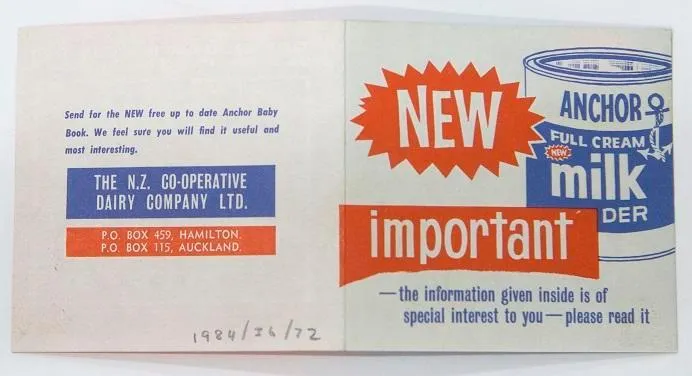 Send for the NEW free up to date Anchor Baby
Book. We feel sure you will find it useful and
most interesting.
THE N.Z. CO-OPERATIVE
DAIRY COMPANY LTD.
P.O. BOX 459, HAMILTON.
P.O. BOX 115, AUCKLAND.
1984/36/72
NEW
ANCHOR
FULL CREAM
NEW
milk
DER
important
—the information given inside is of
special interest to you—please read it